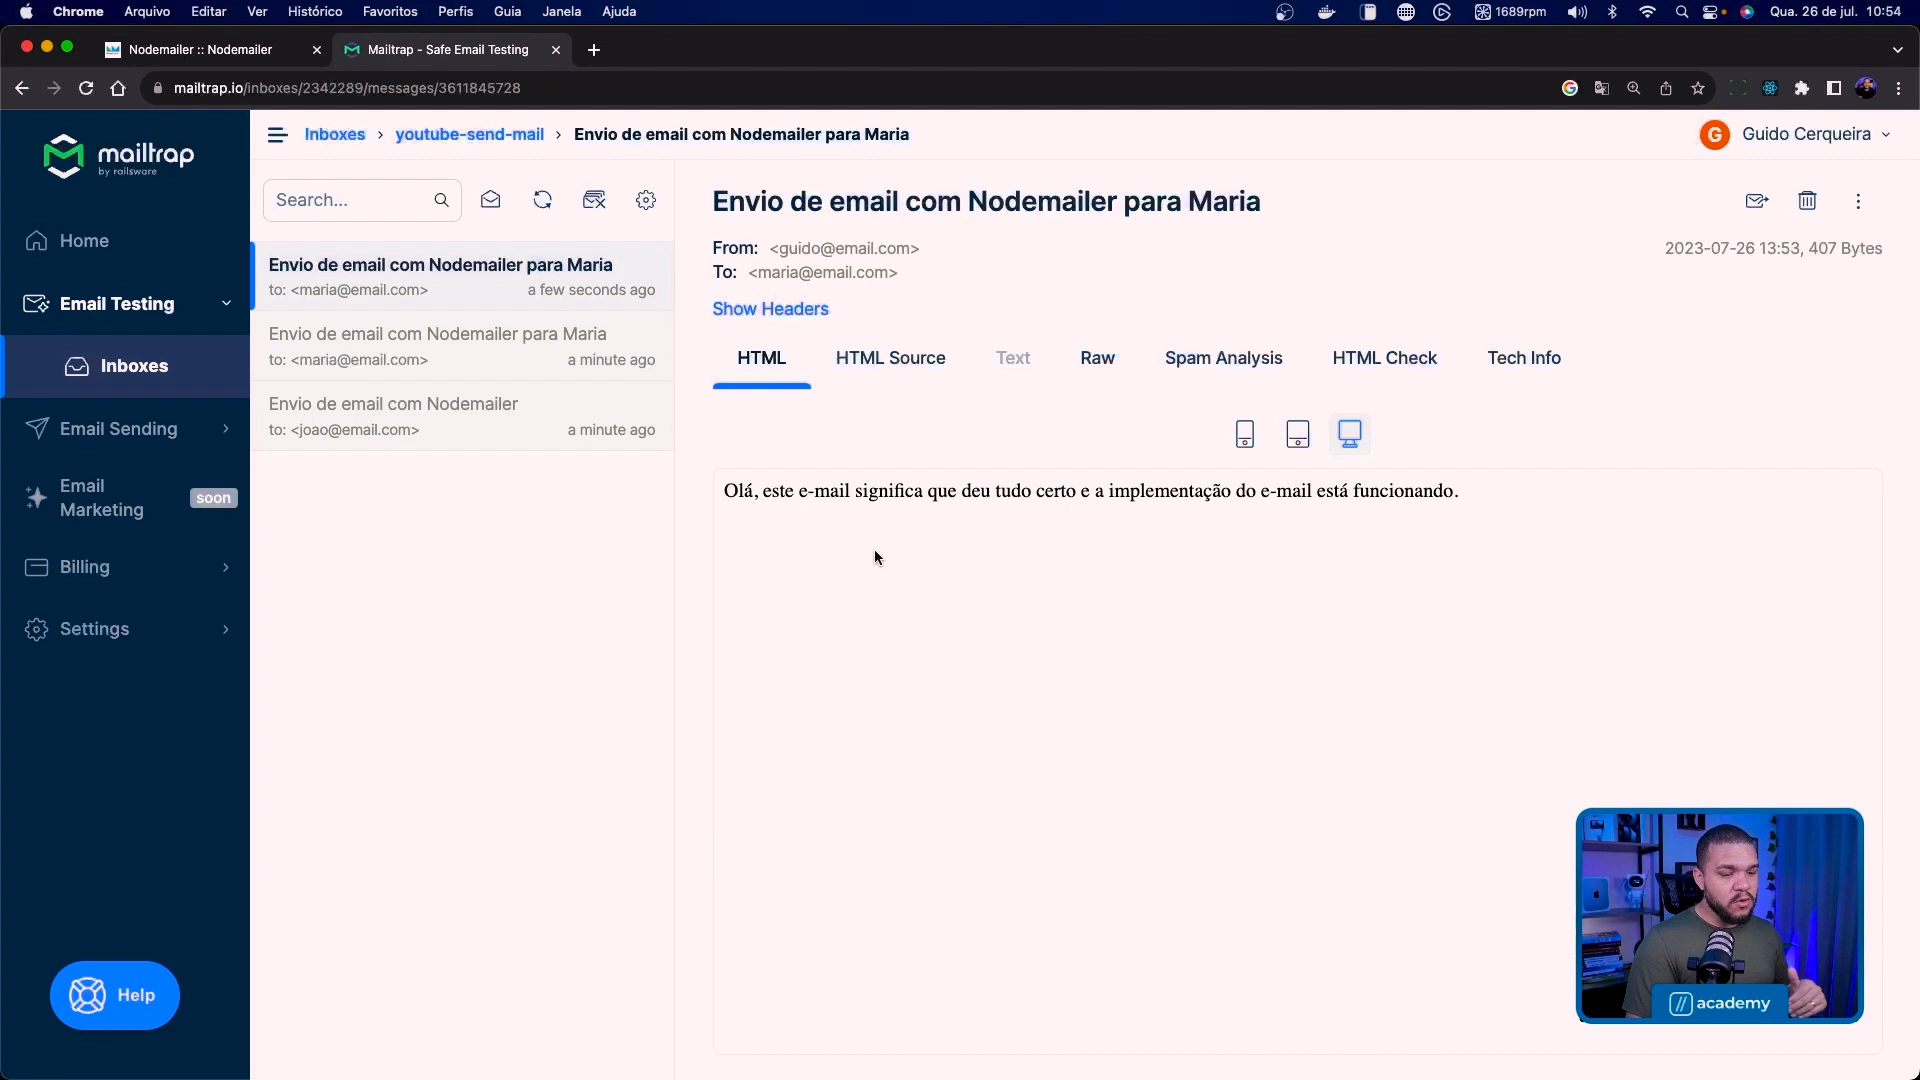 Chrome Arquivo Editar Ver Histórico Favoritos Perfis Guia Janela Ajuda 1689rpm Qua. 26 de jul. 10:54
Nodemailer :: Nodemailer
Mailtrap - Safe Email Testing
mailtrap.io/inboxes/2342289/messages/3611845728
mailtrap
by railsware
Home
Email Testing
Inboxes
Email Sending
Email Marketing
soon
Billing
Settings
Help
Inboxes › youtube-send-mail › Envio de email com Nodemailer para Maria
G Guido Cerqueira
Search...
Envio de email com Nodemailer para Maria
to: <maria@email.com> a few seconds ago
Envio de email com Nodemailer para Maria
to: <maria@email.com> a minute ago
Envio de email com Nodemailer
to: <joao@email.com> a minute ago
Envio de email com Nodemailer para Maria
From: <guido@email.com>
2023-07-26 13:53, 407 Bytes
To: <maria@email.com>
Show Headers
HTML HTML Source Text Raw Spam Analysis HTML Check Tech Info
Olá, este e-mail significa que deu tudo certo e a implementação do e-mail está funcionando.
// academy